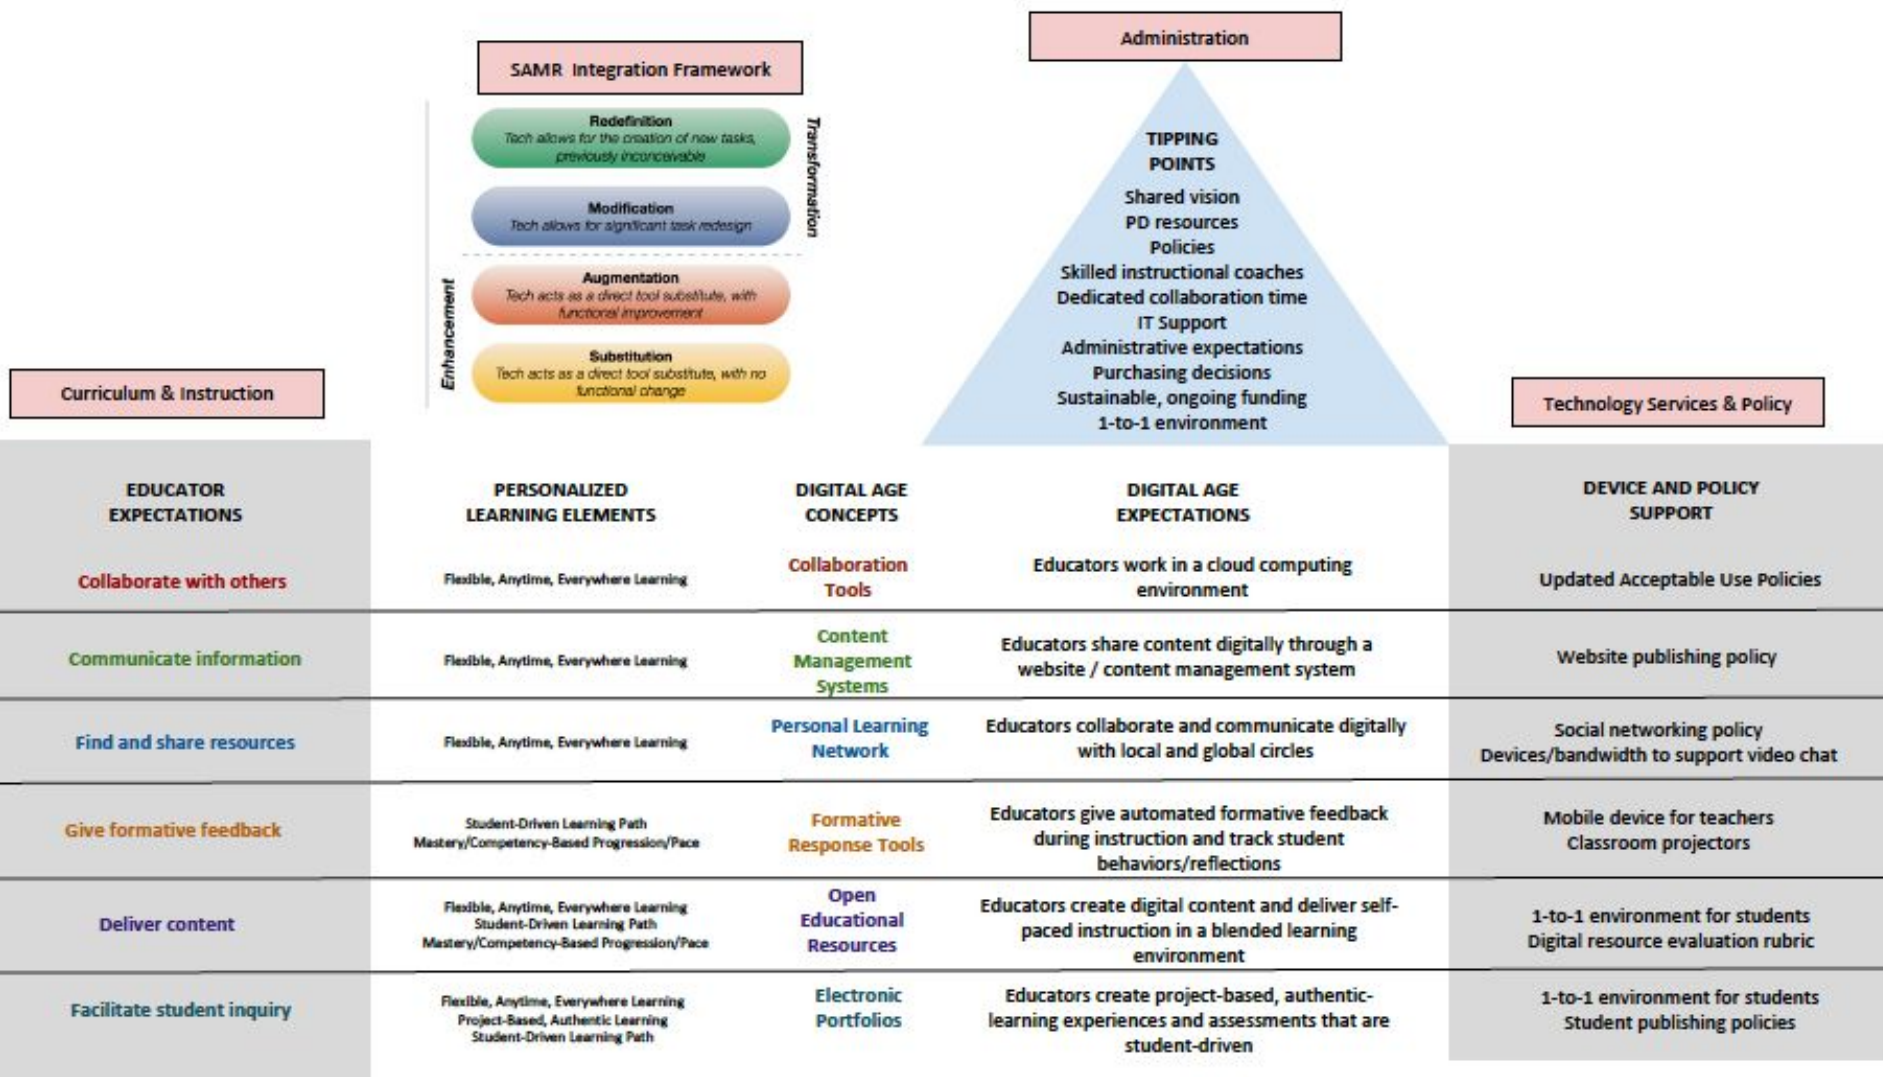 Administration
SAMR Integration Framework
Redefinition
Tech allows for the creation of new tasks,
previously inconceivable
Modification
Tech allows for significant task redesign
Transformation
Augmentation
Tech acts as a direct tool substitute, with
functional improvement
Substitution
Tech acts as a direct tool substitute, with no
functional change
Enhancement
TIPPING
POINTS
Shared vision
PD resources
Policies
Skilled instructional coaches
Dedicated collaboration time
IT Support
Administrative expectations
Purchasing decisions
Sustainable, ongoing funding
1-to-1 environment
Curriculum & Instruction
Technology Services & Policy
EDUCATOR
EXPECTATIONS
PERSONALIZED
LEARNING ELEMENTS
DIGITAL AGE
CONCEPTS
DIGITAL AGE
EXPECTATIONS
DEVICE AND POLICY
SUPPORT
Collaborate with others
Flexible, Anytime, Everywhere Learning
Collaboration
Tools
Educators work in a cloud computing
environment
Updated Acceptable Use Policies
Communicate information
Flexible, Anytime, Everywhere Learning
Content
Management
Systems
Educators share content digitally through a
website / content management system
Website publishing policy
Find and share resources
Flexible, Anytime, Everywhere Learning
Personal Learning
Network
Educators collaborate and communicate digitally
with local and global circles
Social networking policy
Devices/bandwidth to support video chat
Give formative feedback
Student-Driven Learning Path
Mastery/Competency-Based Progression/Pace
Formative
Response Tools
Educators give automated formative feedback
during instruction and track student
behaviors/reflections
Mobile device for teachers
Classroom projectors
Deliver content
Flexible, Anytime, Everywhere Learning
Student-Driven Learning Path
Mastery/Competency-Based Progression/Pace
Open
Educational
Resources
Educators create digital content and deliver self-
paced instruction in a blended learning
environment
1-to-1 environment for students
Digital resource evaluation rubric
Facilitate student inquiry
Flexible, Anytime, Everywhere Learning
Project-Based, Authentic Learning
Student-Driven Learning Path
Electronic
Portfolios
Educators create project-based, authentic-
learning experiences and assessments that are
student-driven
1-to-1 environment for students
Student publishing policies